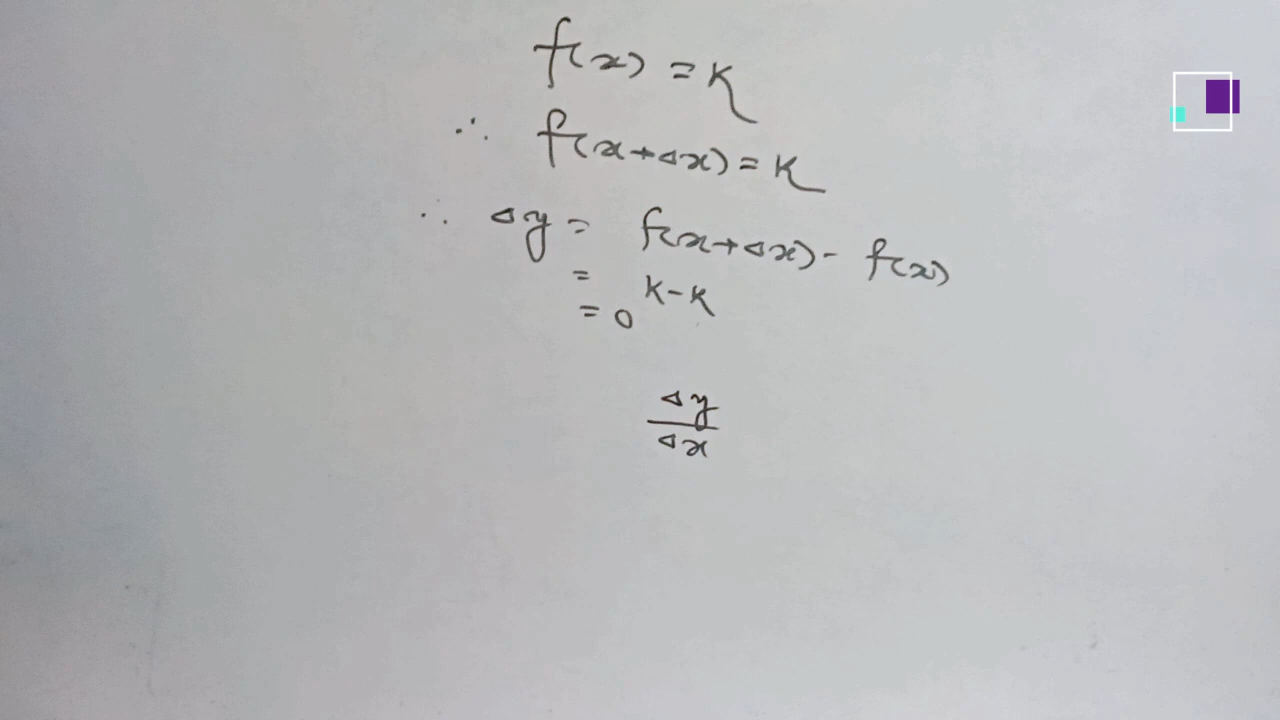 f(x) = K
∴ f(x+Δx) = K
∴ Δy = f(x+Δx) - f(x)
= K - K
= 0
Δy
Δx